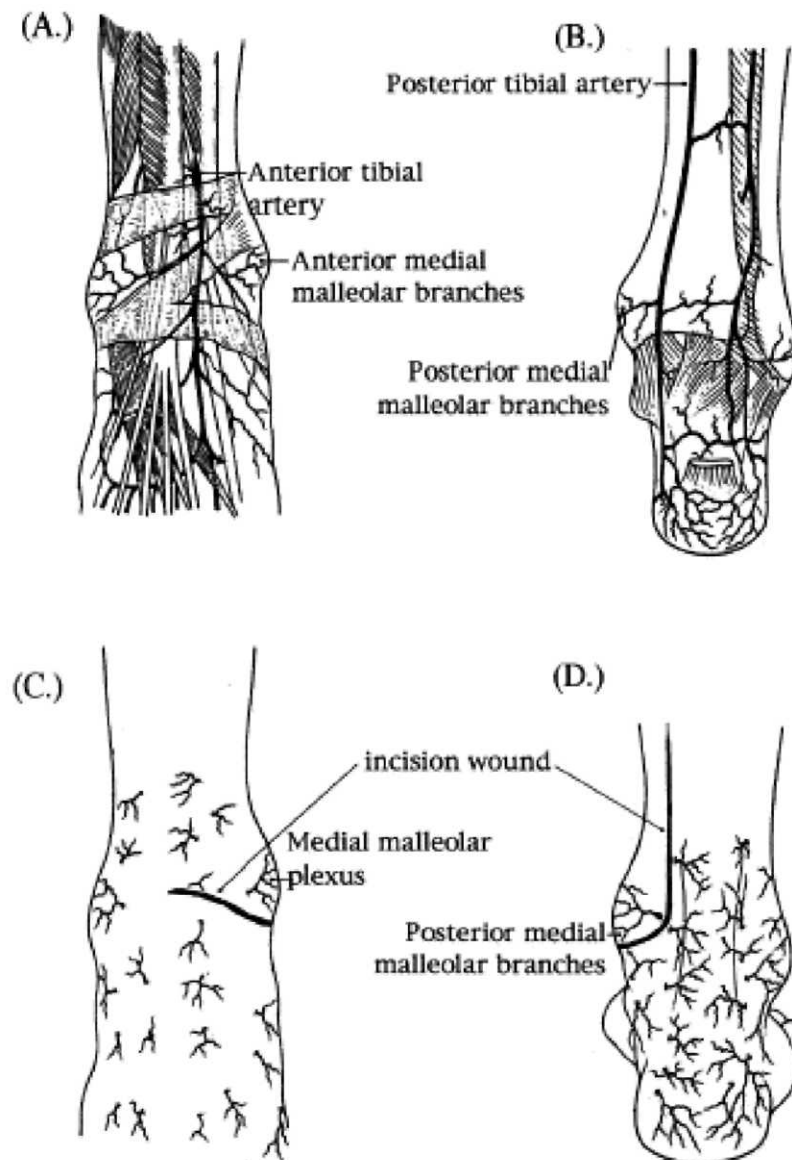 (A.)
(B.)
Posterior tibial artery
Anterior tibial
artery
Anterior medial
malleolar branches
Posterior medial
malleolar branches
(C.)
(D.)
incision wound
Medial malleolar
plexus
Posterior medial
malleolar branches